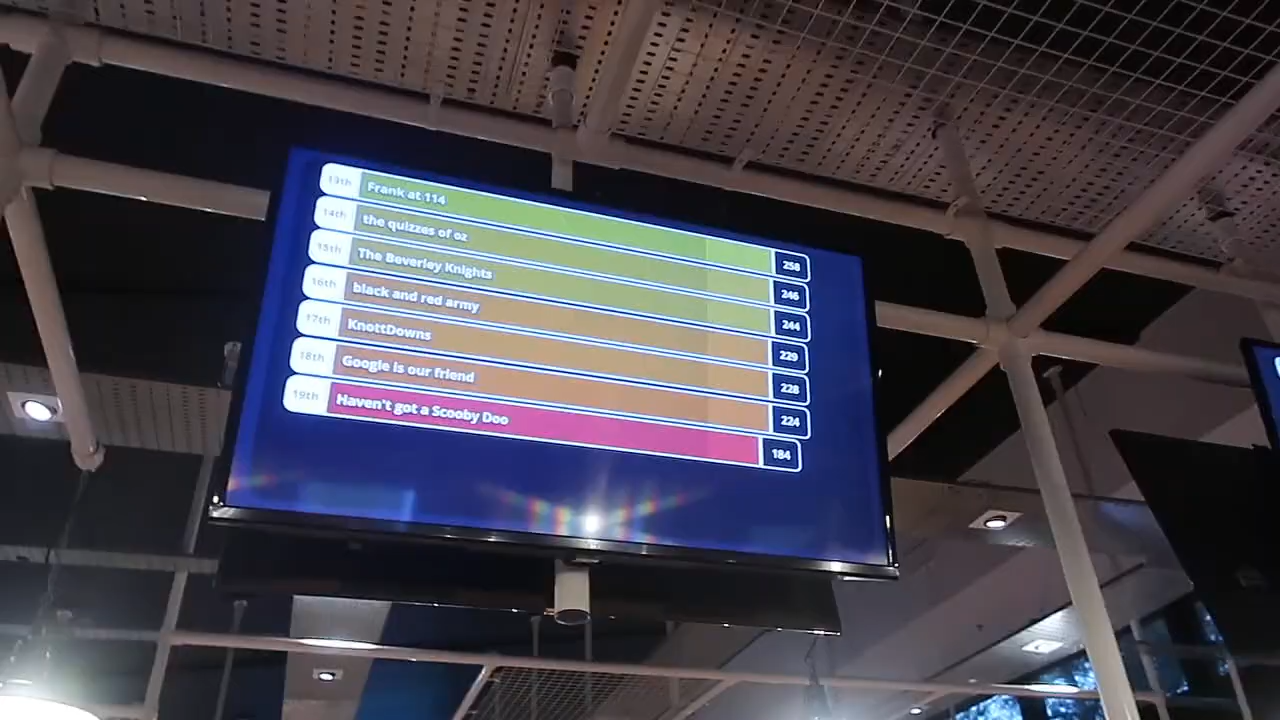 13th Frank at 114 258
14th the quizzes of oz 246
15th The Beverley Knights 244
16th black and red army 229
17th KnottDowns 228
18th Google is our friend 224
19th Haven't got a Scooby Doo 184